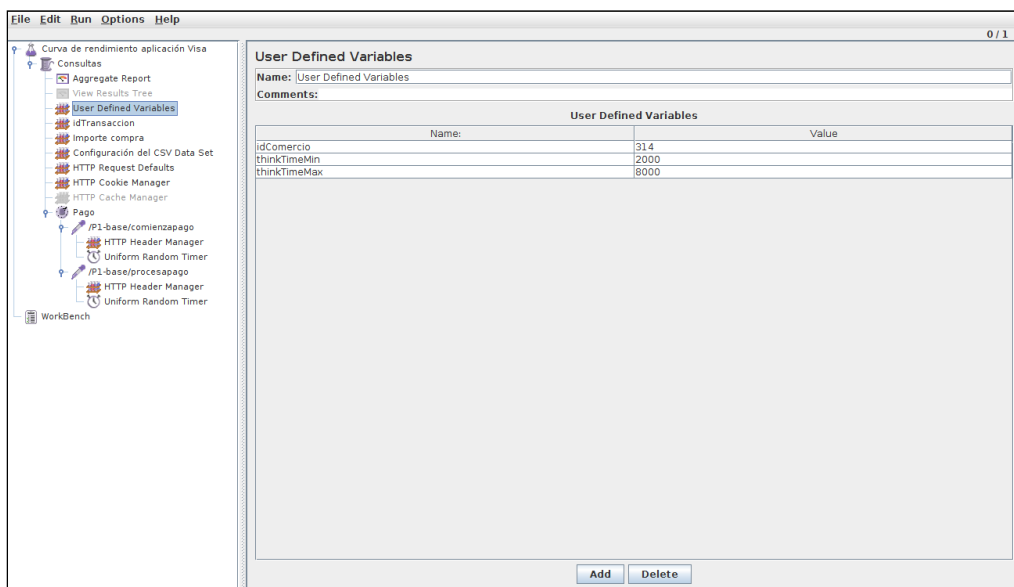 File Edit Run Options Help
0 / 1
Curva de rendimiento aplicación Visa
Consultas
Aggregate Report
View Results Tree
User Defined Variables
idTransaccion
Importe compra
Configuración del CSV Data Set
HTTP Request Defaults
HTTP Cookie Manager
HTTP Cache Manager
Pago
/P1-base/comienzapago
HTTP Header Manager
Uniform Random Timer
/P1-base/procesapago
HTTP Header Manager
Uniform Random Timer
WorkBench
User Defined Variables
Name: User Defined Variables
Comments:
User Defined Variables
Name: Value
idComercio 314
thinkTimeMin 2000
thinkTimeMax 8000
Add Delete